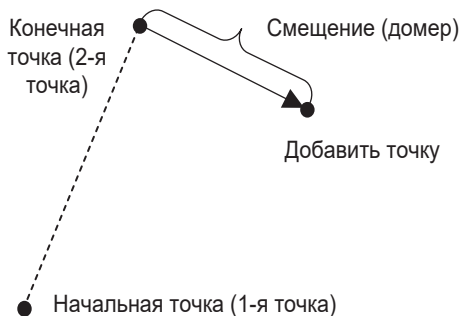 Конечная
точка (2-я
точка)
Смещение (домер)
Добавить точку
Начальная точка (1-я точка)